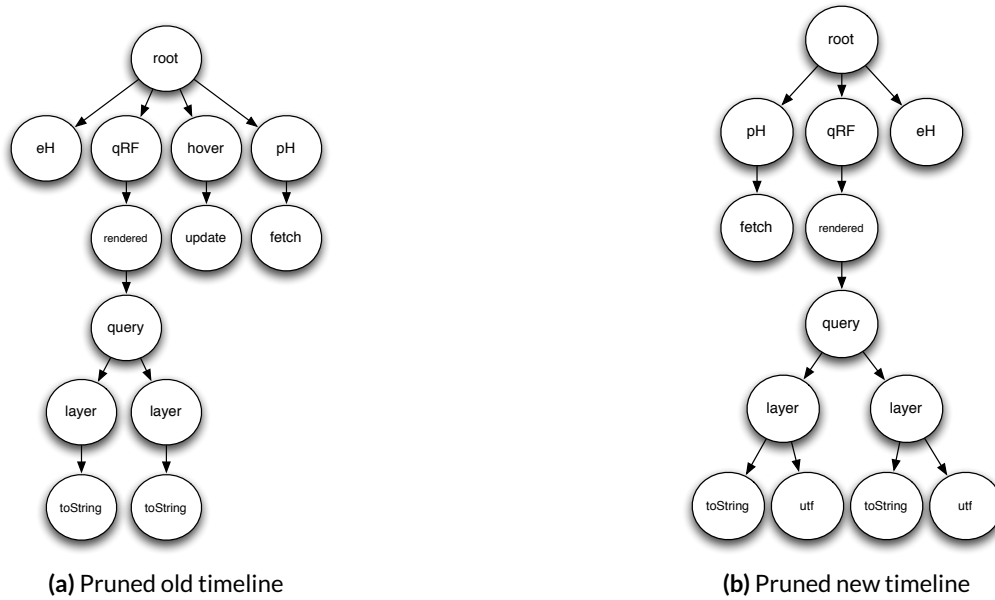 root
eH
qRF
hover
pH
rendered
update
fetch
query
layer
layer
toString
toString
(a) Pruned old timeline
root
pH
qRF
eH
fetch
rendered
query
layer
layer
toString
utf
toString
utf
(b) Pruned new timeline